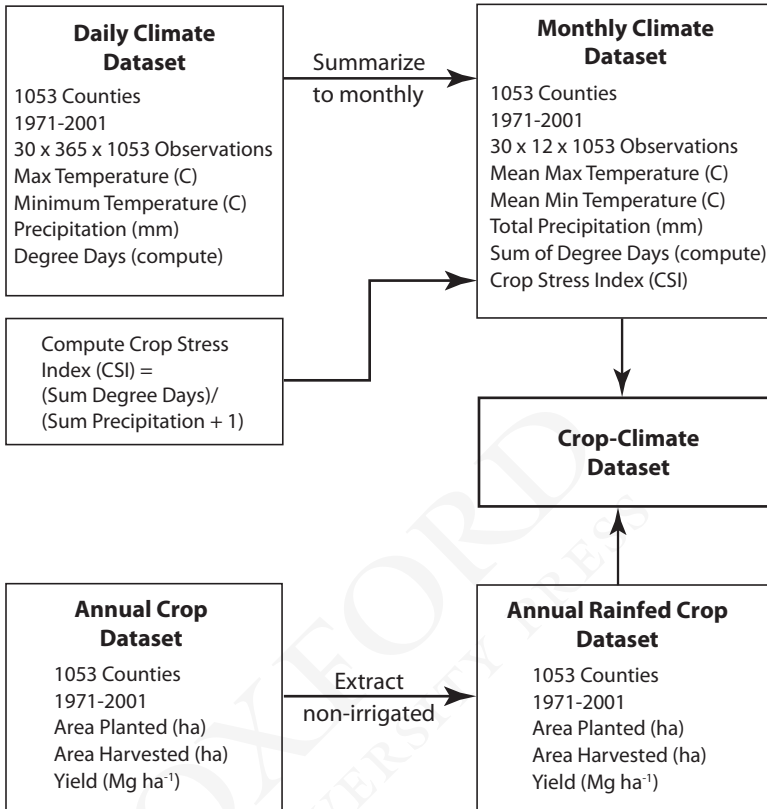 Daily Climate
Dataset
1053 Counties
1971-2001
30 x 365 x 1053 Observations
Max Temperature (C)
Minimum Temperature (C)
Precipitation (mm)
Degree Days (compute)
Summarize
to monthly
Monthly Climate
Dataset
1053 Counties
1971-2001
30 x 12 x 1053 Observations
Mean Max Temperature (C)
Mean Min Temperature (C)
Total Precipitation (mm)
Sum of Degree Days (compute)
Crop Stress Index (CSI)
Compute Crop Stress
Index (CSI) =
(Sum Degree Days)/
(Sum Precipitation + 1)
Crop-Climate
Dataset
Annual Crop
Dataset
1053 Counties
1971-2001
Area Planted (ha)
Area Harvested (ha)
Yield (Mg ha⁻¹)
Extract
non-irrigated
Annual Rainfed Crop
Dataset
1053 Counties
1971-2001
Area Planted (ha)
Area Harvested (ha)
Yield (Mg ha⁻¹)
OXFORD
UNIVERSITY PRESS